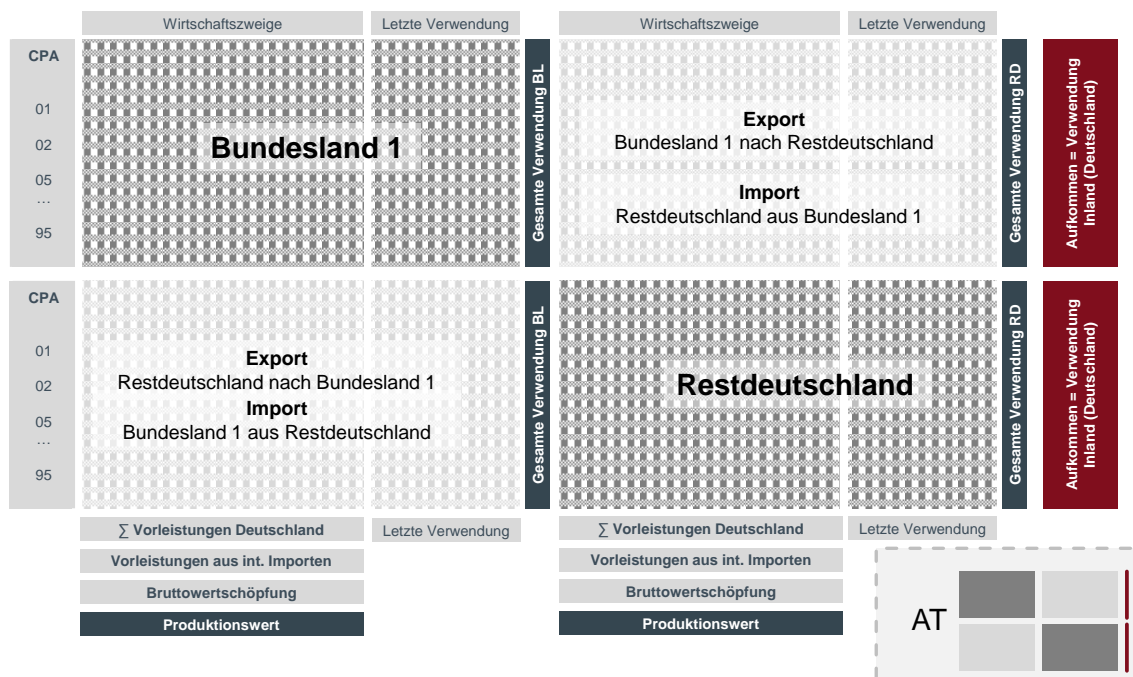 Wirtschaftszweige
Letzte Verwendung
Wirtschaftszweige
Letzte Verwendung
CPA
01
02
05
…
95
Bundesland 1
Gesamte Verwendung BL
Export
Bundesland 1 nach Restdeutschland
Import
Restdeutschland aus Bundesland 1
Gesamte Verwendung RD
Aufkommen = Verwendung
Inland (Deutschland)
CPA
01
02
05
…
95
Export
Restdeutschland nach Bundesland 1
Import
Bundesland 1 aus Restdeutschland
Gesamte Verwendung BL
Restdeutschland
Gesamte Verwendung RD
Aufkommen = Verwendung
Inland (Deutschland)
∑ Vorleistungen Deutschland
Letzte Verwendung
∑ Vorleistungen Deutschland
Letzte Verwendung
Vorleistungen aus int. Importen
Vorleistungen aus int. Importen
Bruttowertschöpfung
Bruttowertschöpfung
Produktionswert
Produktionswert
AT